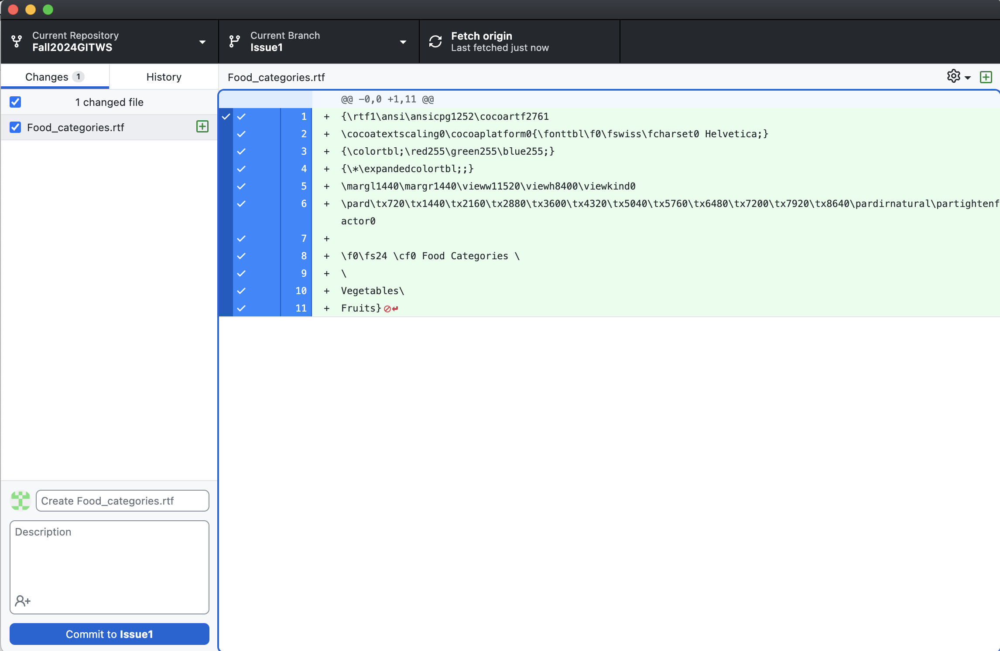 Current Repository
Fall2024GITWS
Current Branch
Issue1
Fetch origin
Last fetched just now
Changes 1
History
Food_categories.rtf
1 changed file
Food_categories.rtf
@@ -0,0 +1,11 @@
1 + {\rtf1\ansi\ansicpg1252\cocoartf2761
2 + \cocoatextscaling0\cocoaplatform0{\fonttbl\f0\fswiss\fcharset0 Helvetica;}
3 + {\colortbl;\red255\green255\blue255;}
4 + {\*\expandedcolortbl;;}
5 + \margl1440\margr1440\vieww11520\viewh8400\viewkind0
6 + \pard\tx720\tx1440\tx2160\tx2880\tx3600\tx4320\tx5040\tx5760\tx6480\tx7200\tx7920\tx8640\pardirnatural\partightenf
actor0
7 +
8 + \f0\fs24 \cf0 Food Categories \
9 + \
10 + Vegetables\
11 + Fruits}
Create Food_categories.rtf
Description
Commit to Issue1